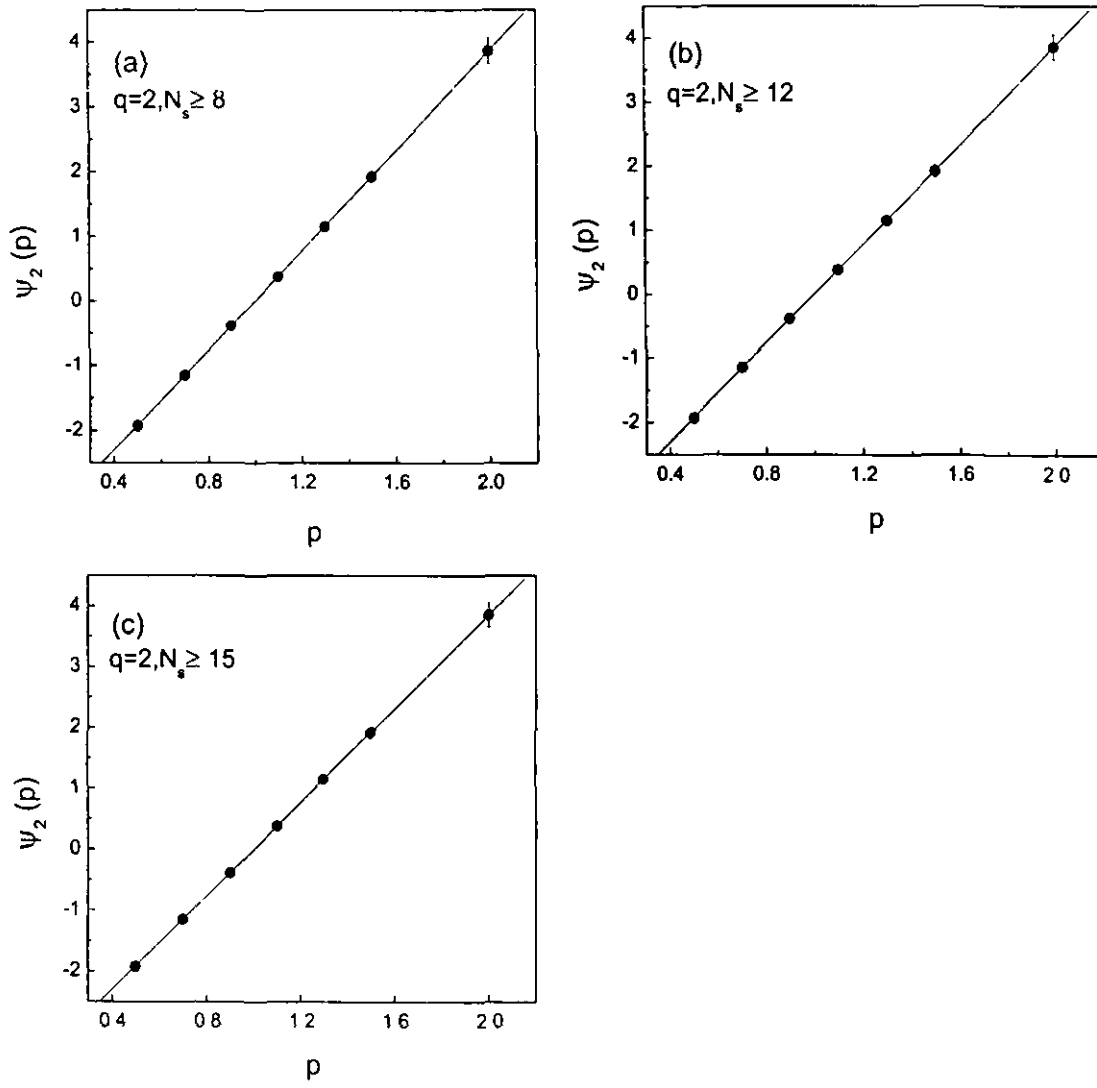 (a)
q=2,N_s≥ 8
ψ_2 (p)
4
3
2
1
0
-1
-2
0.4 0.8 1.2 1.6 2.0
p
(b)
q=2,N_s≥ 12
ψ_2 (p)
4
3
2
1
0
-1
-2
0.4 0.8 1.2 1.6 2 0
p
(c)
q=2,N_s≥ 15
ψ_2 (p)
4
3
2
1
0
-1
-2
0 4 0 8 1 2 1 6 2 0
p